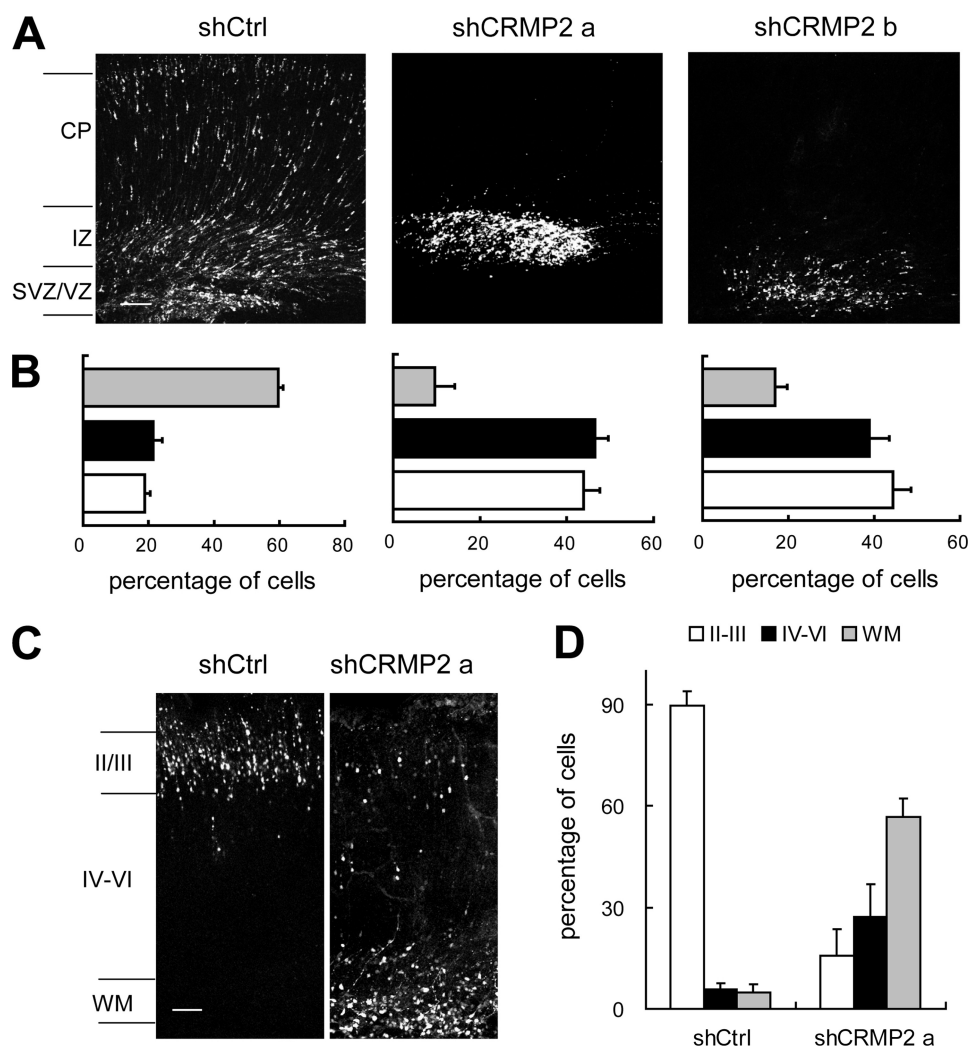 A
shCtrl
shCRMP2 a
shCRMP2 b
CP
IZ
SVZ/VZ
B
0 20 40 60 80
0 20 40 60
0 20 40 60
percentage of cells
percentage of cells
percentage of cells
C
shCtrl
shCRMP2 a
II/III
IV-VI
WM
D
II-III IV-VI WM
percentage of cells
90
60
30
0
shCtrl
shCRMP2 a